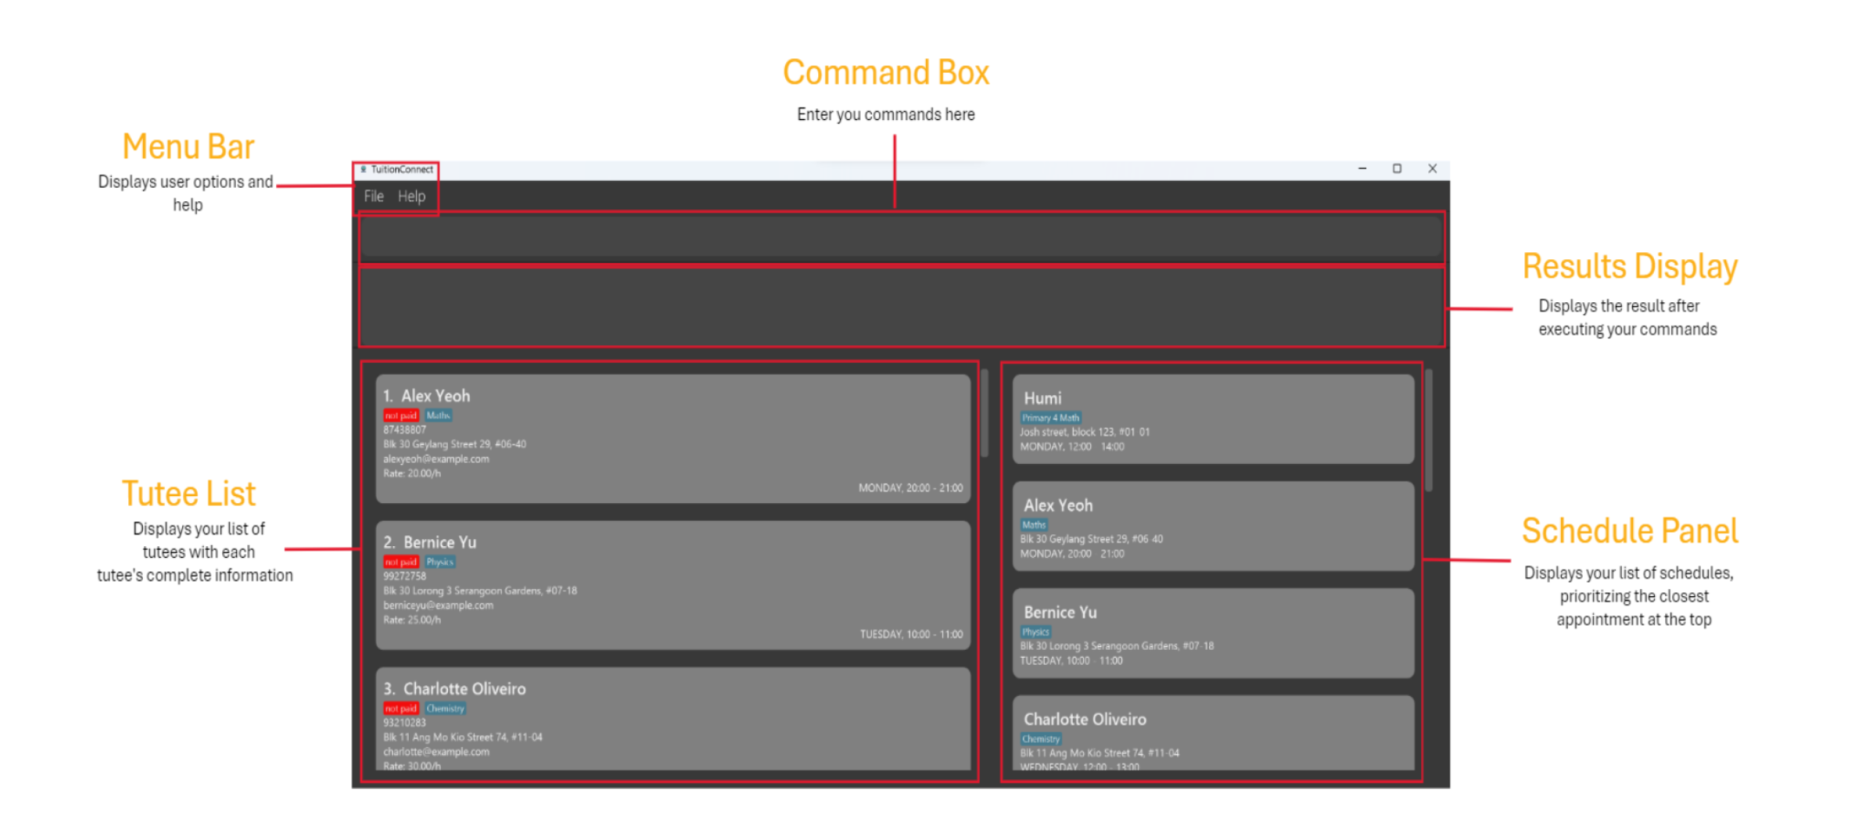 Command Box
Enter you commands here
Menu Bar
Displays user options and
help
TuitionConnect
File Help
Results Display
Displays the result after
executing your commands
1. Alex Yeoh
not paid Maths
87438807
Blk 30 Geylang Street 29, #06-40
alexyeoh@example.com
Rate: 20.00/h
MONDAY, 20:00 - 21:00
2. Bernice Yu
not paid Physics
99272758
Blk 30 Lorong 3 Serangoon Gardens, #07-18
berniceyu@example.com
Rate: 25.00/h
TUESDAY, 10:00 - 11:00
3. Charlotte Oliveiro
not paid Chemistry
93210283
Blk 11 Ang Mo Kio Street 74, #11-04
charlotte@example.com
Rate: 30.00/h
Humi
Primary 4 Math
Josh street, block 123, #01-01
MONDAY, 12:00 - 14:00
Alex Yeoh
Maths
Blk 30 Geylang Street 29, #06-40
MONDAY, 20:00 - 21:00
Bernice Yu
Physics
Blk 30 Lorong 3 Serangoon Gardens, #07-18
TUESDAY, 10:00 - 11:00
Charlotte Oliveiro
Chemistry
Blk 11 Ang Mo Kio Street 74, #11-04
WEDNESDAY, 12:00 - 13:00
Tutee List
Displays your list of
tutees with each
tutee's complete information
Schedule Panel
Displays your list of schedules,
prioritizing the closest
appointment at the top